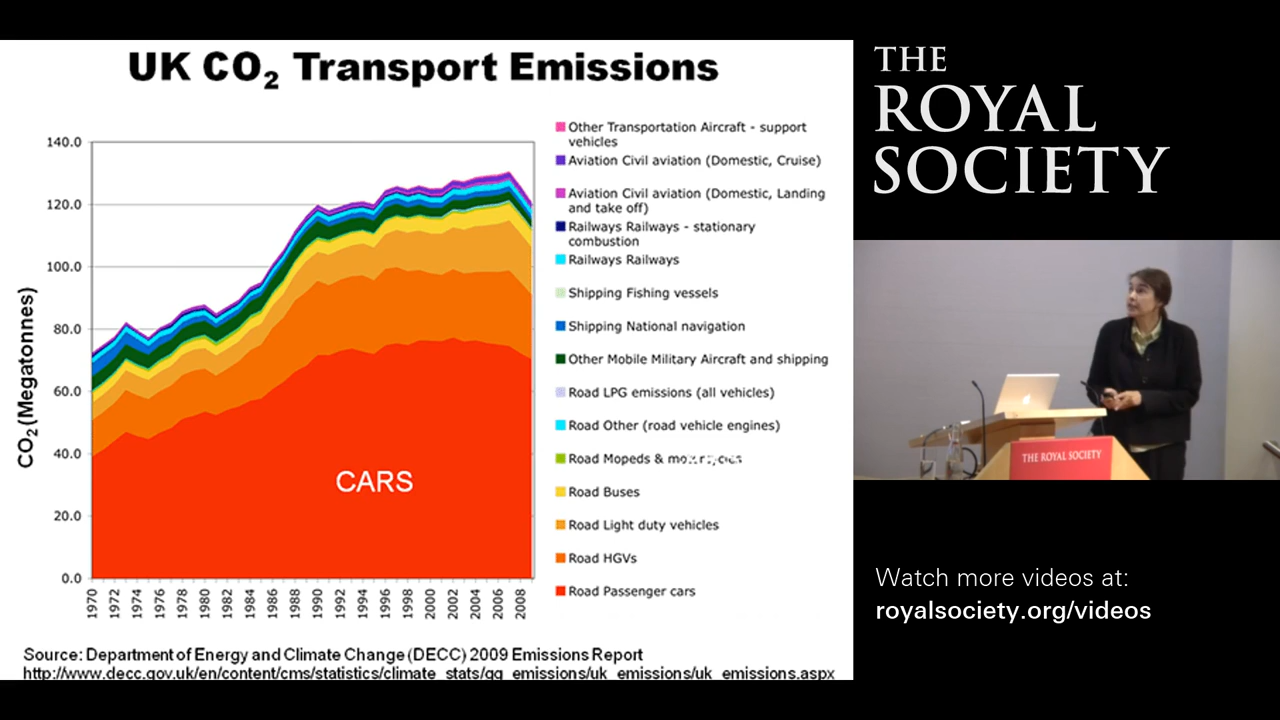 UK CO₂ Transport Emissions
140.0
120.0
100.0
80.0
60.0
40.0
20.0
0.0
CO₂ (Megatonnes)
CARS
1970
1972
1974
1976
1978
1980
1982
1984
1986
1988
1990
1992
1994
1996
1998
2000
2002
2004
2006
2008
Other Transportation Aircraft - support
vehicles
Aviation Civil aviation (Domestic, Cruise)
Aviation Civil aviation (Domestic, Landing
and take off)
Railways Railways - stationary
combustion
Railways Railways
Shipping Fishing vessels
Shipping National navigation
Other Mobile Military Aircraft and shipping
Road LPG emissions (all vehicles)
Road Other (road vehicle engines)
Road Mopeds &
Road Buses
Road Light duty vehicles
Road HGVs
Road Passenger cars
Source: Department of Energy and Climate Change (DECC) 2009 Emissions Report
http://www.decc.gov.uk/en/content/cms/statistics/climate_stats/gg_emissions/uk_emissions/uk_emissions.aspx
THE
ROYAL
SOCIETY
THE ROYAL SOCIETY
Watch more videos at:
royalsociety.org/videos